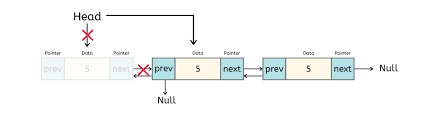 Head
Pointer Data Pointer Pointer Data Pointer Pointer Data Pointer
prev 5 next prev 5 next prev 5 next Null
Null